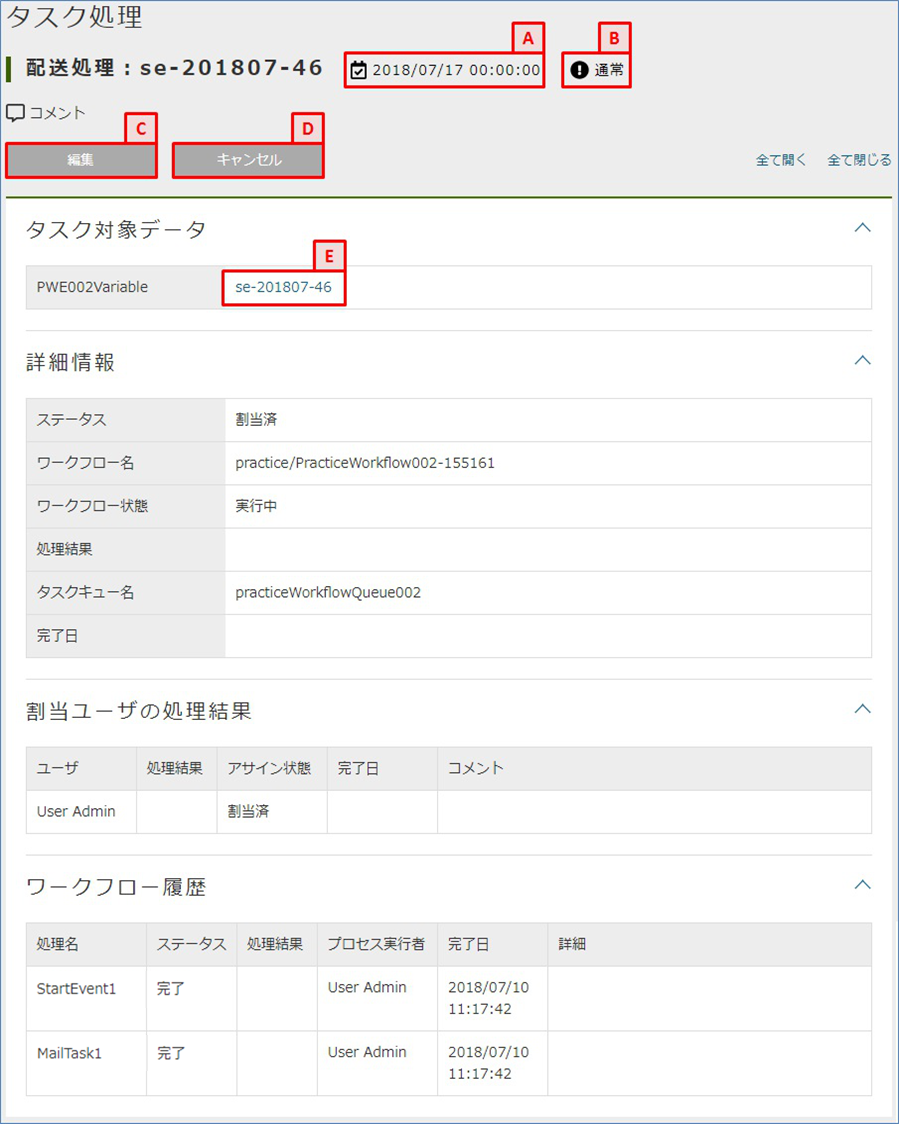 タスク処理
A
B
配送処理：se-201807-46
2018/07/17 00:00:00
通常
コメント
C
D
編集
キャンセル
全て開く 全て閉じる
タスク対象データ
E
PWE002Variable se-201807-46
詳細情報
ステータス 割当済
ワークフロー名 practice/PracticeWorkflow002-155161
ワークフロー状態 実行中
処理結果
タスクキュー名 practiceWorkflowQueue002
完了日
割当ユーザの処理結果
ユーザ 処理結果 アサイン状態 完了日 コメント
User Admin 割当済
ワークフロー履歴
処理名 ステータス 処理結果 プロセス実行者 完了日 詳細
StartEvent1 完了 User Admin 2018/07/10
11:17:42
MailTask1 完了 User Admin 2018/07/10
11:17:42